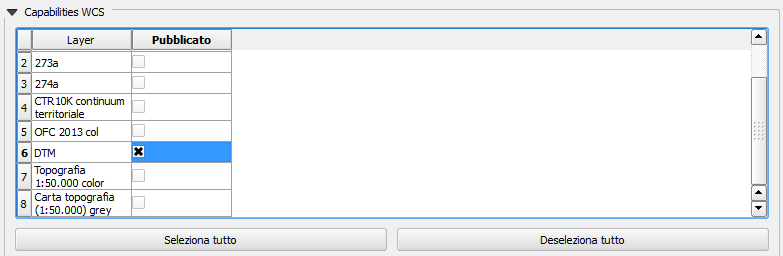 Capabilities WCS
Layer Pubblicato
2 273a
3 274a
4 CTR10K continuum
territoriale
5 OFC 2013 col
6 DTM
7 Topografia
1:50.000 color
8 Carta topografia
(1:50.000) grey
Seleziona tutto Deseleziona tutto